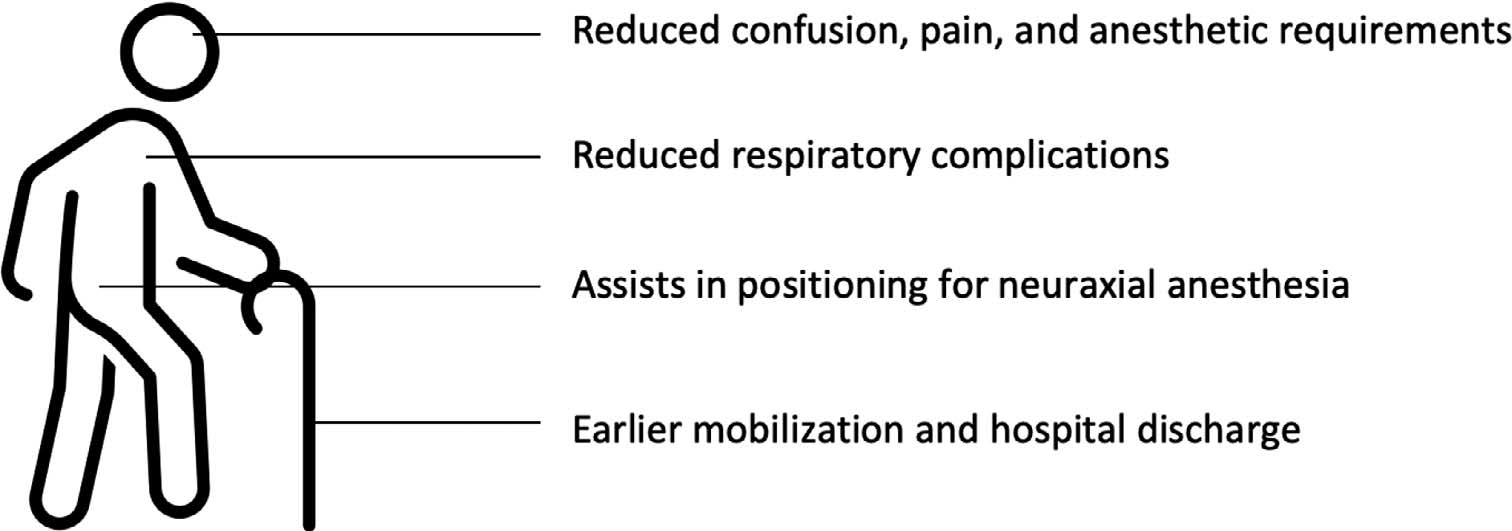 Reduced confusion, pain, and anesthetic requirements
Reduced respiratory complications
Assists in positioning for neuraxial anesthesia
Earlier mobilization and hospital discharge